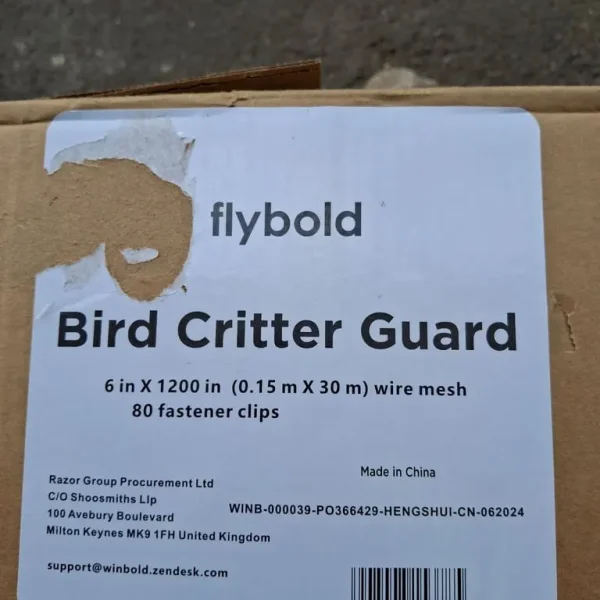 flybold
Bird Critter Guard
6 in X 1200 in (0.15 m X 30 m) wire mesh
80 fastener clips
Made in China
Razor Group Procurement Ltd
C/O Shoosmiths Llp
100 Avebury Boulevard
Milton Keynes MK9 1FH United Kingdom
WINB-000039-PO366429-HENGSHUI-CN-062024
support@winbold.zendesk.com